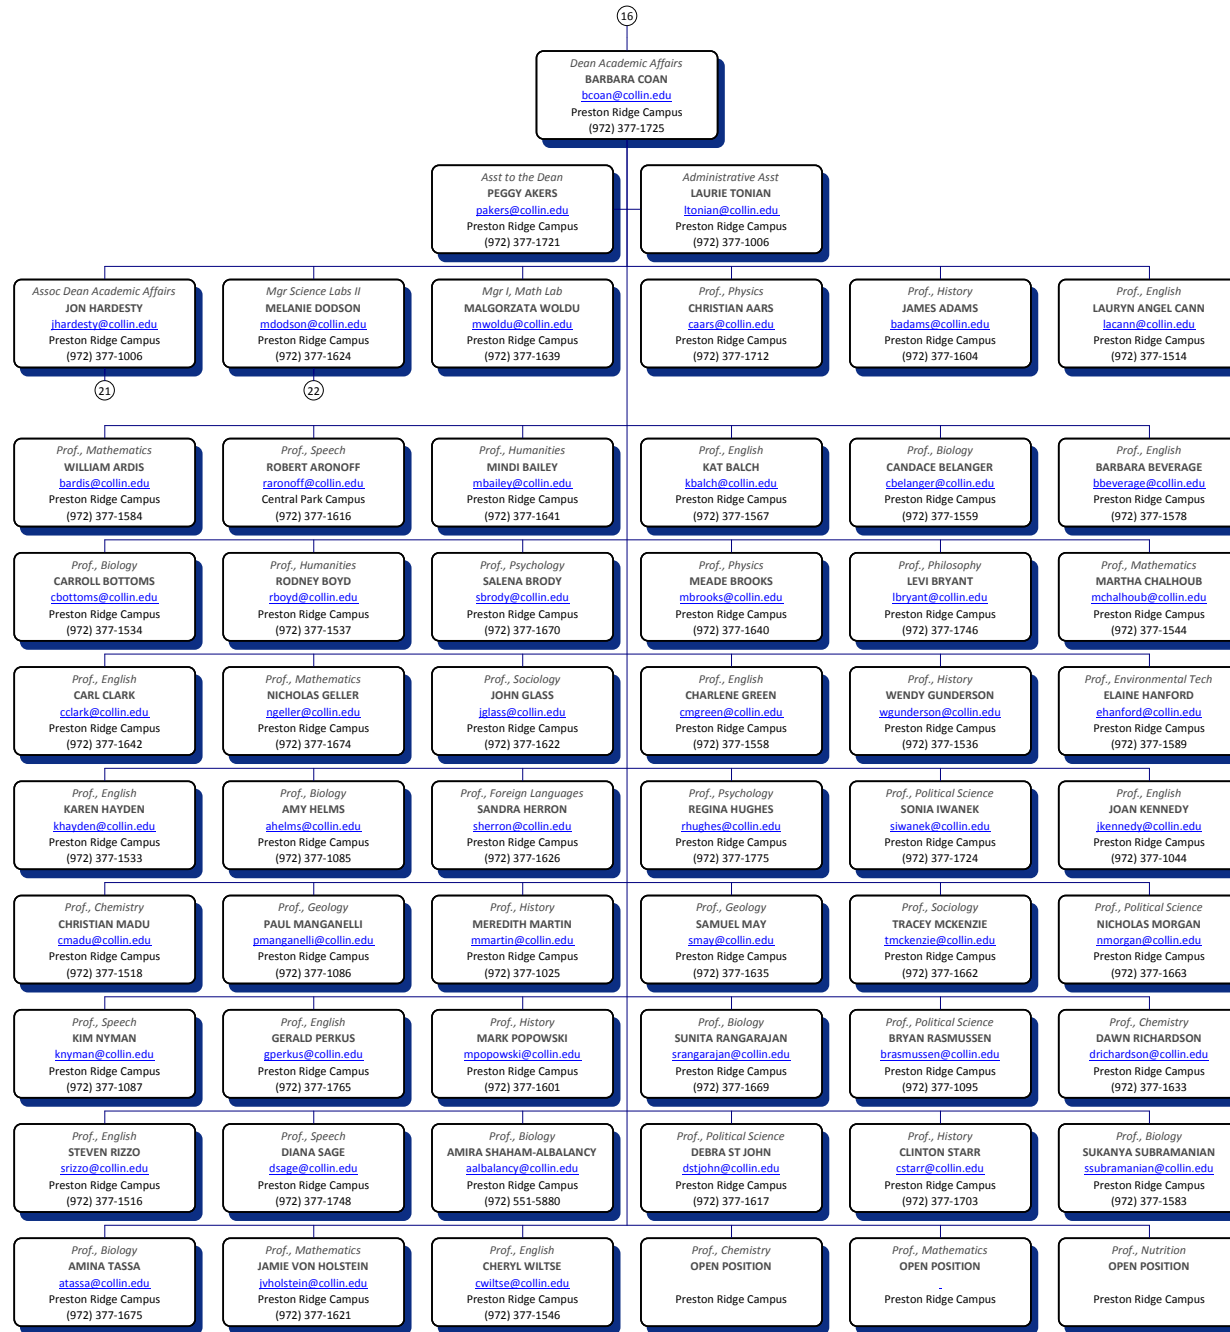 16
Dean Academic Affairs
BARBARA COAN
bcoan@collin.edu
Preston Ridge Campus
(972) 377-1725
Asst to the Dean
PEGGY AKERS
pakers@collin.edu
Preston Ridge Campus
(972) 377-1721
Administrative Asst
LAURIE TONIAN
ltonian@collin.edu
Preston Ridge Campus
(972) 377-1006
Assoc Dean Academic Affairs
JON HARDESTY
jhardesty@collin.edu
Preston Ridge Campus
(972) 377-1006
21
Mgr Science Labs II
MELANIE DODSON
mdodson@collin.edu
Preston Ridge Campus
(972) 377-1624
22
Mgr I, Math Lab
MALGORZATA WOLDU
mwoldu@collin.edu
Preston Ridge Campus
(972) 377-1639
Prof., Physics
CHRISTIAN AARS
caars@collin.edu
Preston Ridge Campus
(972) 377-1712
Prof., History
JAMES ADAMS
badams@collin.edu
Preston Ridge Campus
(972) 377-1604
Prof., English
LAURYN ANGEL CANN
lacann@collin.edu
Preston Ridge Campus
(972) 377-1514
Prof., Mathematics
WILLIAM ARDIS
bardis@collin.edu
Preston Ridge Campus
(972) 377-1584
Prof., Speech
ROBERT ARONOFF
raronoff@collin.edu
Central Park Campus
(972) 377-1616
Prof., Humanities
MINDI BAILEY
mbailey@collin.edu
Preston Ridge Campus
(972) 377-1641
Prof., English
KAT BALCH
kbalch@collin.edu
Preston Ridge Campus
(972) 377-1567
Prof., Biology
CANDACE BELANGER
cbelanger@collin.edu
Preston Ridge Campus
(972) 377-1559
Prof., English
BARBARA BEVERAGE
bbeverage@collin.edu
Preston Ridge Campus
(972) 377-1578
Prof., Biology
CARROLL BOTTOMS
cbottoms@collin.edu
Preston Ridge Campus
(972) 377-1534
Prof., Humanities
RODNEY BOYD
rboyd@collin.edu
Preston Ridge Campus
(972) 377-1537
Prof., Psychology
SALENA BRODY
sbrody@collin.edu
Preston Ridge Campus
(972) 377-1670
Prof., Physics
MEADE BROOKS
mbrooks@collin.edu
Preston Ridge Campus
(972) 377-1640
Prof., Philosophy
LEVI BRYANT
lbryant@collin.edu
Preston Ridge Campus
(972) 377-1746
Prof., Mathematics
MARTHA CHALHOUB
mchalhoub@collin.edu
Preston Ridge Campus
(972) 377-1544
Prof., English
CARL CLARK
cclark@collin.edu
Preston Ridge Campus
(972) 377-1642
Prof., Mathematics
NICHOLAS GELLER
ngeller@collin.edu
Preston Ridge Campus
(972) 377-1674
Prof., Sociology
JOHN GLASS
jglass@collin.edu
Preston Ridge Campus
(972) 377-1622
Prof., English
CHARLENE GREEN
cmgreen@collin.edu
Preston Ridge Campus
(972) 377-1558
Prof., History
WENDY GUNDERSON
wgunderson@collin.edu
Preston Ridge Campus
(972) 377-1536
Prof., Environmental Tech
ELAINE HANFORD
ehanford@collin.edu
Preston Ridge Campus
(972) 377-1589
Prof., English
KAREN HAYDEN
khayden@collin.edu
Preston Ridge Campus
(972) 377-1533
Prof., Biology
AMY HELMS
ahelms@collin.edu
Preston Ridge Campus
(972) 377-1085
Prof., Foreign Languages
SANDRA HERRON
sherron@collin.edu
Preston Ridge Campus
(972) 377-1626
Prof., Psychology
REGINA HUGHES
rhughes@collin.edu
Preston Ridge Campus
(972) 377-1775
Prof., Political Science
SONIA IWANEK
siwanek@collin.edu
Preston Ridge Campus
(972) 377-1724
Prof., English
JOAN KENNEDY
jkennedy@collin.edu
Preston Ridge Campus
(972) 377-1044
Prof., Chemistry
CHRISTIAN MADU
cmadu@collin.edu
Preston Ridge Campus
(972) 377-1518
Prof., Geology
PAUL MANGANELLI
pmanganelli@collin.edu
Preston Ridge Campus
(972) 377-1086
Prof., History
MEREDITH MARTIN
mmartin@collin.edu
Preston Ridge Campus
(972) 377-1025
Prof., Geology
SAMUEL MAY
smay@collin.edu
Preston Ridge Campus
(972) 377-1635
Prof., Sociology
TRACEY MCKENZIE
tmckenzie@collin.edu
Preston Ridge Campus
(972) 377-1662
Prof., Political Science
NICHOLAS MORGAN
nmorgan@collin.edu
Preston Ridge Campus
(972) 377-1663
Prof., Speech
KIM NYMAN
knyman@collin.edu
Preston Ridge Campus
(972) 377-1087
Prof., English
GERALD PERKUS
gperkus@collin.edu
Preston Ridge Campus
(972) 377-1765
Prof., History
MARK POPOWSKI
mpopowski@collin.edu
Preston Ridge Campus
(972) 377-1601
Prof., Biology
SUNITA RANGARAJAN
srangarajan@collin.edu
Preston Ridge Campus
(972) 377-1669
Prof., Political Science
BRYAN RASMUSSEN
brasmussen@collin.edu
Preston Ridge Campus
(972) 377-1095
Prof., Chemistry
DAWN RICHARDSON
drichardson@collin.edu
Preston Ridge Campus
(972) 377-1633
Prof., English
STEVEN RIZZO
srizzo@collin.edu
Preston Ridge Campus
(972) 377-1516
Prof., Speech
DIANA SAGE
dsage@collin.edu
Preston Ridge Campus
(972) 377-1748
Prof., Biology
AMIRA SHAHAM-ALBALANCY
aalbalancy@collin.edu
Preston Ridge Campus
(972) 551-5880
Prof., Political Science
DEBRA ST JOHN
dstjohn@collin.edu
Preston Ridge Campus
(972) 377-1617
Prof., History
CLINTON STARR
cstarr@collin.edu
Preston Ridge Campus
(972) 377-1703
Prof., Biology
SUKANYA SUBRAMANIAN
ssubramanian@collin.edu
Preston Ridge Campus
(972) 377-1583
Prof., Biology
AMINA TASSA
atassa@collin.edu
Preston Ridge Campus
(972) 377-1675
Prof., Mathematics
JAMIE VON HOLSTEIN
jvholstein@collin.edu
Preston Ridge Campus
(972) 377-1621
Prof., English
CHERYL WILTSE
cwiltse@collin.edu
Preston Ridge Campus
(972) 377-1546
Prof., Chemistry
OPEN POSITION
Preston Ridge Campus
Prof., Mathematics
OPEN POSITION
Preston Ridge Campus
Prof., Nutrition
OPEN POSITION
Preston Ridge Campus